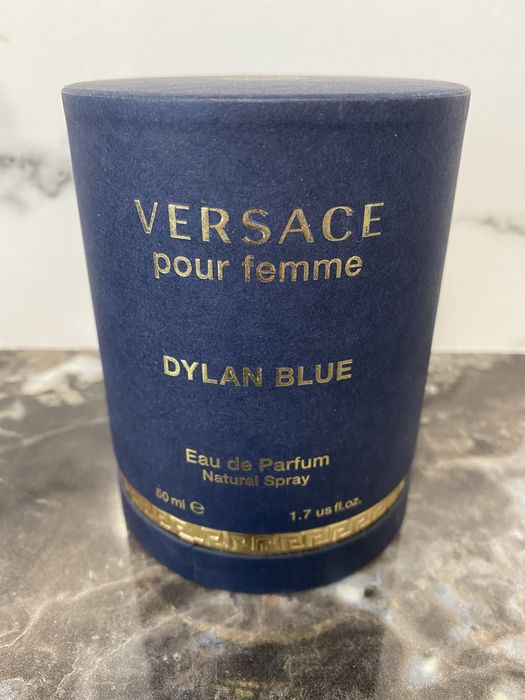 VERSACE
pour femme
DYLAN BLUE
Eau de Parfum
Natural Spray
50 ml ℮ 1.7 us fl.oz.